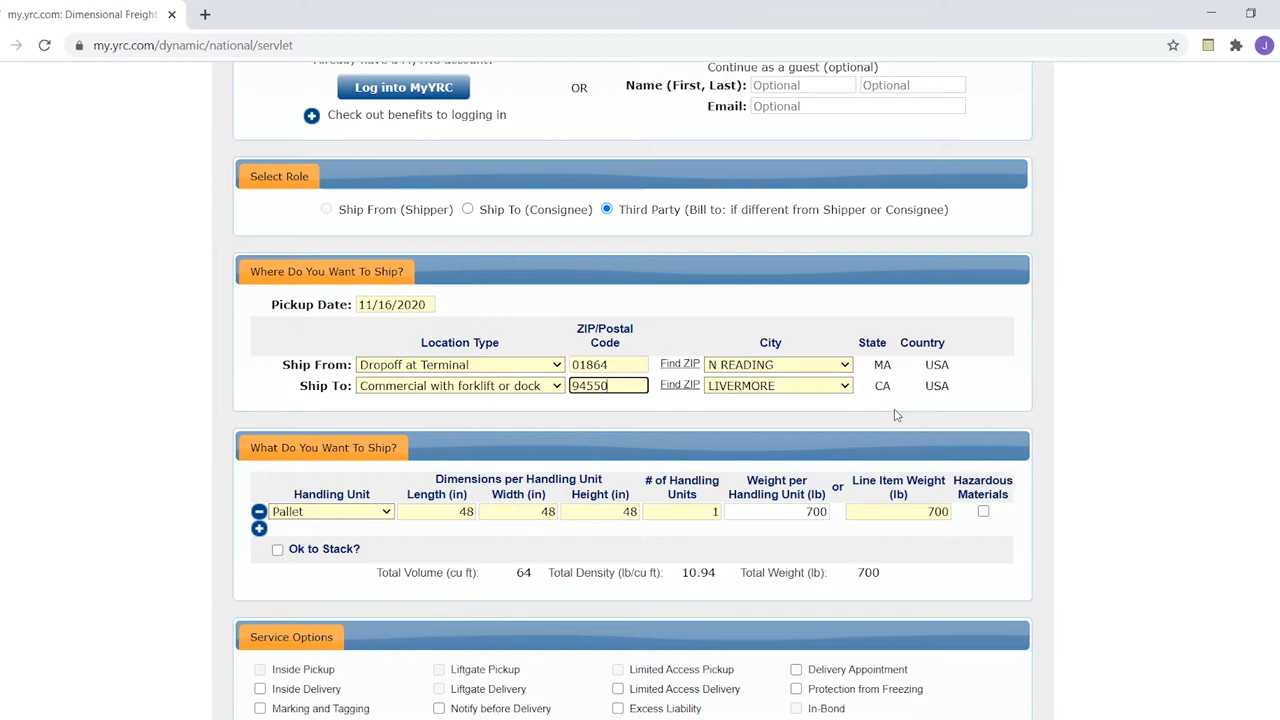 my.yrc.com: Dimensional Freight
my.yrc.com/dynamic/national/servlet
J
Already have a MyYRC account?
Continue as a guest (optional)
Log into MyYRC
OR
Name (First, Last): Optional Optional
Check out benefits to logging in
Email: Optional
Select Role
Ship From (Shipper) Ship To (Consignee) Third Party (Bill to: if different from Shipper or Consignee)
Where Do You Want To Ship?
Pickup Date: 11/16/2020
Location Type ZIP/Postal Code City State Country
Ship From: Dropoff at Terminal 01864 Find ZIP N READING MA USA
Ship To: Commercial with forklift or dock 94550 Find ZIP LIVERMORE CA USA
What Do You Want To Ship?
Dimensions per Handling Unit # of Handling Weight per or Line Item Weight Hazardous
Handling Unit Length (in) Width (in) Height (in) Units Handling Unit (lb) (lb) Materials
Pallet 48 48 48 1 700 700
Ok to Stack?
Total Volume (cu ft): 64 Total Density (lb/cu ft): 10.94 Total Weight (lb): 700
Service Options
Inside Pickup Liftgate Pickup Limited Access Pickup Delivery Appointment
Inside Delivery Liftgate Delivery Limited Access Delivery Protection from Freezing
Marking and Tagging Notify before Delivery Excess Liability In-Bond